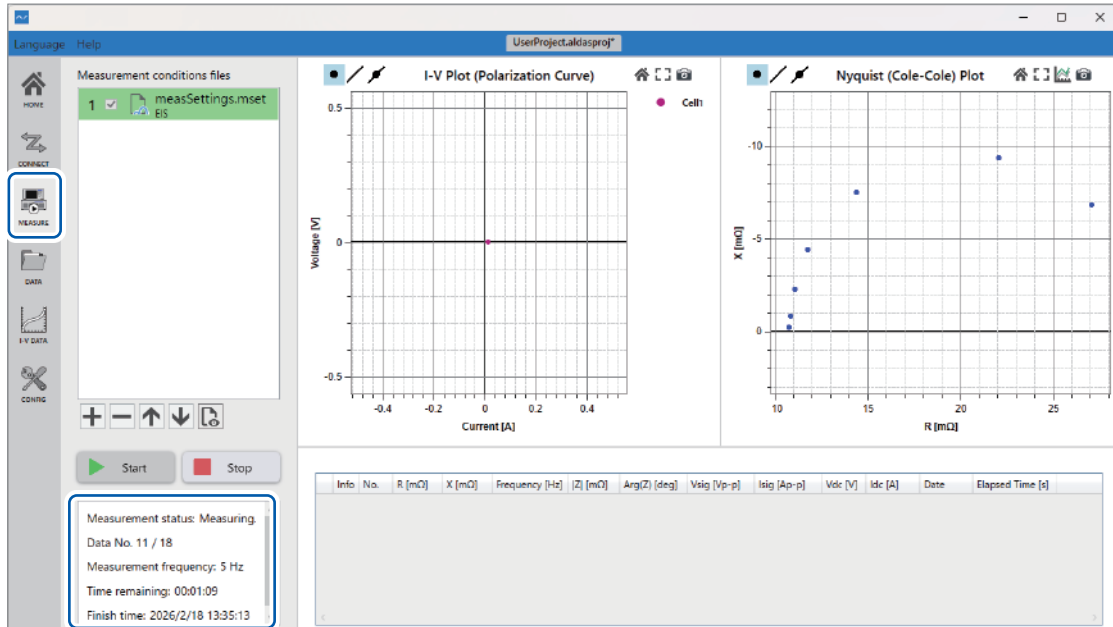 Language Help
UserProject.aldasproj*
HOME
CONNECT
MEASURE
DATA
I-V DATA
CONFIG
Measurement conditions files
1 measSettings.mset
EIS
Start Stop
Measurement status: Measuring.
Data No. 11 / 18
Measurement frequency: 5 Hz
Time remaining: 00:01:09
Finish time: 2026/2/18 13:35:13
I-V Plot (Polarization Curve)
Cell1
0.5
0
-0.5
Voltage [V]
-0.4 -0.2 0 0.2 0.4
Current [A]
Nyquist (Cole-Cole) Plot
-10
-5
0
X [mΩ]
10 15 20 25
R [mΩ]
Info No. R [mΩ] X [mΩ] Frequency [Hz] |Z| [mΩ] Arg(Z) [deg] Vsig [Vp-p] Isig [Ap-p] Vdc [V] Idc [A] Date Elapsed Time [s]